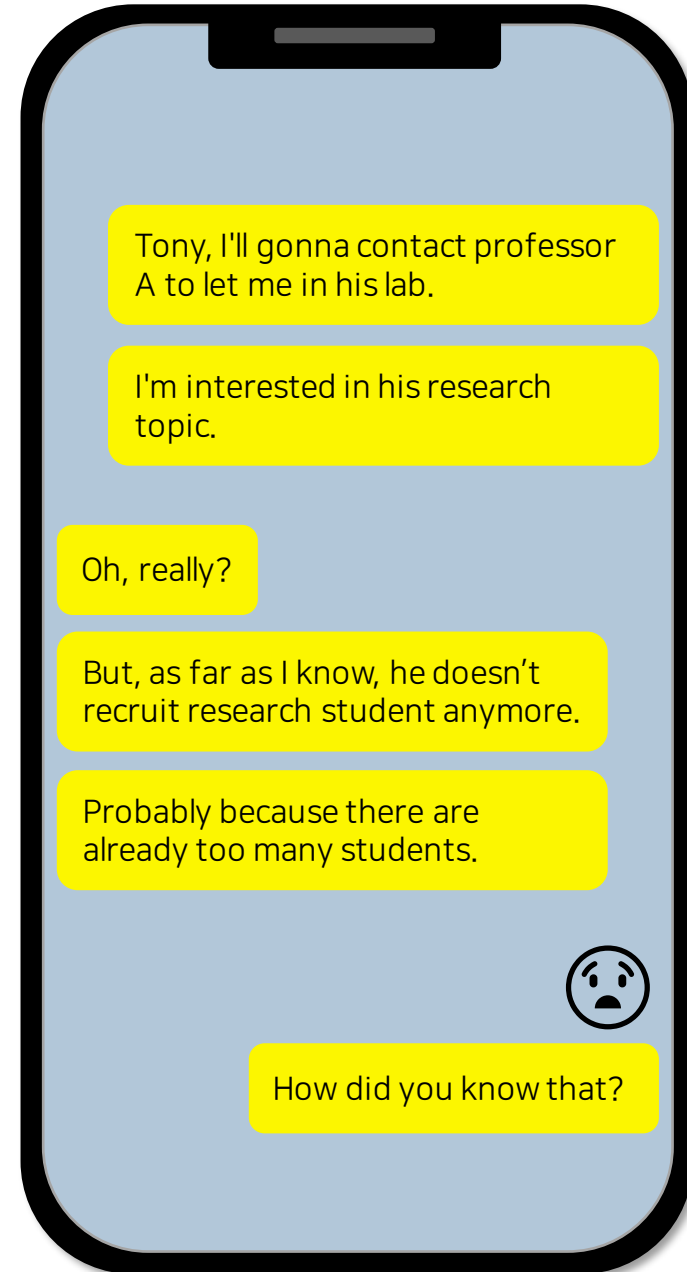 Tony, I'll gonna contact professor
A to let me in his lab.
I'm interested in his research
topic.
Oh, really?
But, as far as I know, he doesn’t
recruit research student anymore.
Probably because there are
already too many students.
How did you know that?